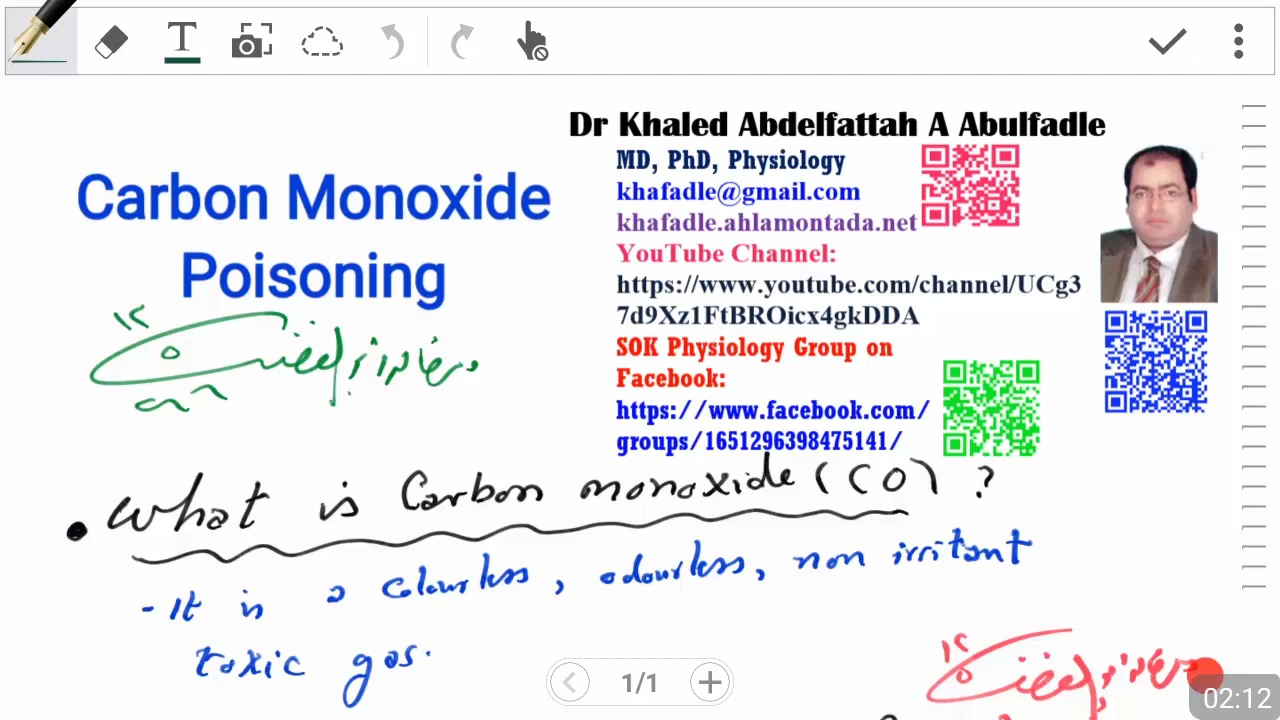 Dr Khaled Abdelfattah A Abulfadle
MD, PhD, Physiology
khafadle@gmail.com
khafadle.ahlamontada.net
YouTube Channel:
https://www.youtube.com/channel/UCg3
7d9Xz1FtBROicx4gkDDA
SOK Physiology Group on
Facebook:
https://www.facebook.com/
groups/1651296398475141/
Carbon Monoxide
Poisoning
What is Carbon monoxide (CO) ?
- It is a colourless, odourless, non irritant
toxic gas.
1/1
02:12